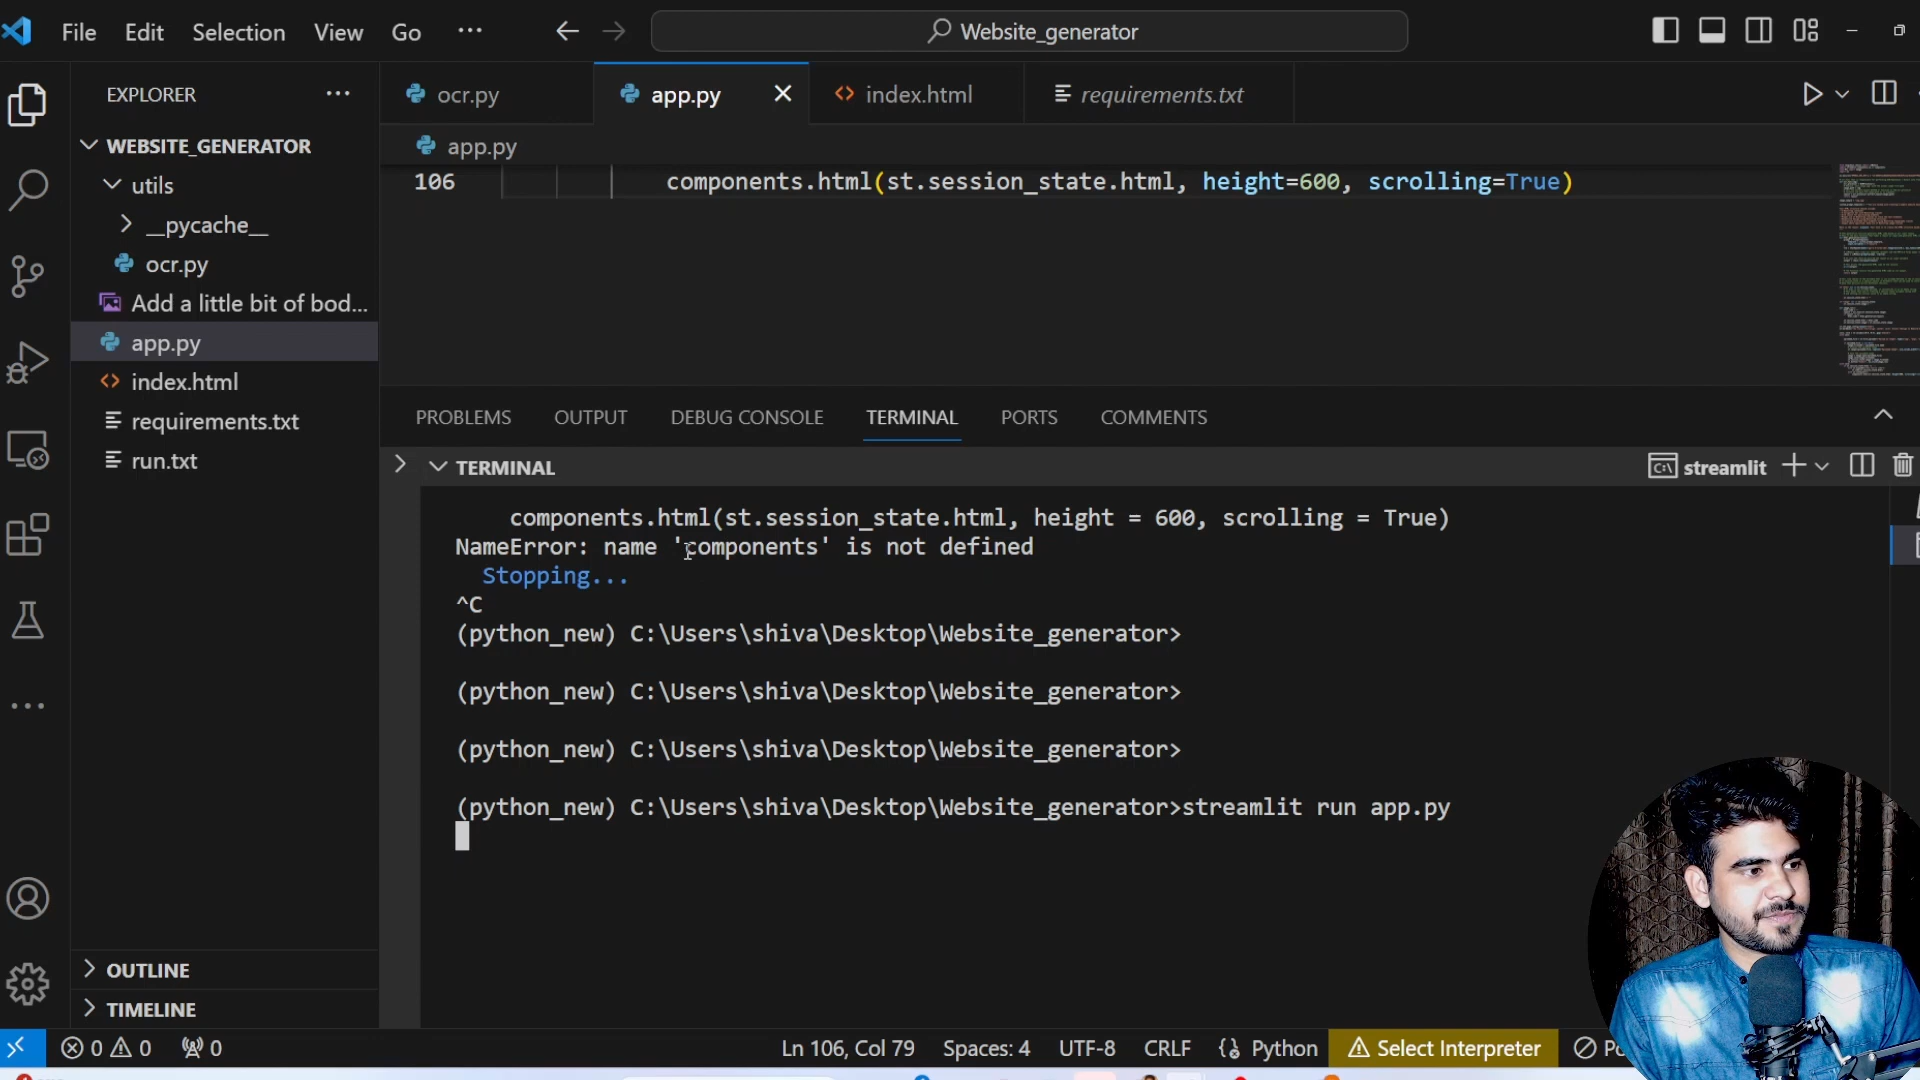 File Edit Selection View Go ... Website_generator
EXPLORER ...
ocr.py app.py index.html requirements.txt
WEBSITE_GENERATOR
utils
__pycache__
ocr.py
Add a little bit of bod...
app.py
index.html
requirements.txt
run.txt
OUTLINE
TIMELINE
app.py
106 components.html(st.session_state.html, height=600, scrolling=True)
PROBLEMS OUTPUT DEBUG CONSOLE TERMINAL PORTS COMMENTS
TERMINAL streamlit
components.html(st.session_state.html, height = 600, scrolling = True)
NameError: name 'components' is not defined
Stopping...
^C
(python_new) C:\Users\shiva\Desktop\Website_generator>
(python_new) C:\Users\shiva\Desktop\Website_generator>
(python_new) C:\Users\shiva\Desktop\Website_generator>
(python_new) C:\Users\shiva\Desktop\Website_generator>streamlit run app.py
0 0 0 Ln 106, Col 79 Spaces: 4 UTF-8 CRLF Python Select Interpreter